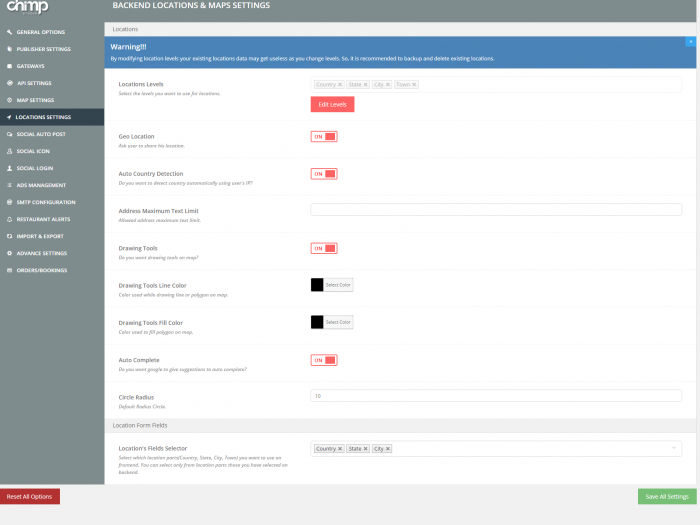 chimp
BACKEND LOCATIONS & MAPS SETTINGS
GENERAL OPTIONS
PUBLISHER SETTINGS
GATEWAYS
API SETTINGS
MAP SETTINGS
LOCATIONS SETTINGS
SOCIAL AUTO POST
SOCIAL ICON
SOCIAL LOGIN
ADS MANAGEMENT
SMTP CONFIGURATION
RESTAURANT ALERTS
IMPORT & EXPORT
ADVANCE SETTINGS
ORDERS/BOOKINGS
Locations
Warning!!!
By modifying location levels your existing locations data may get useless as you change levels. So, it is recommended to backup and delete existing locations.
Locations Levels
Select the levels you want to use for locations.
Country × State × City × Town ×
Edit Levels
Geo Location
Ask user to share his location.
ON
Auto Country Detection
Do you want to detect country automatically using user's IP?
ON
Address Maximum Text Limit
Allowed address maximum text limit.
Drawing Tools
Do you want drawing tools on map?
ON
Drawing Tools Line Color
Color used while drawing line or polygon on map.
Select Color
Drawing Tools Fill Color
Color used to fill polygon on map.
Select Color
Auto Complete
Do you want google to give suggestions to auto complete?
ON
Circle Radius
Default Radius Circle.
10
Location Form Fields
Location's Fields Selector
Select which location parts(Country, State, City, Town) you want to use on
frontend. You can select only from location parts those you have selected on
backend.
Country × State × City ×
Reset All Options
Save All Settings